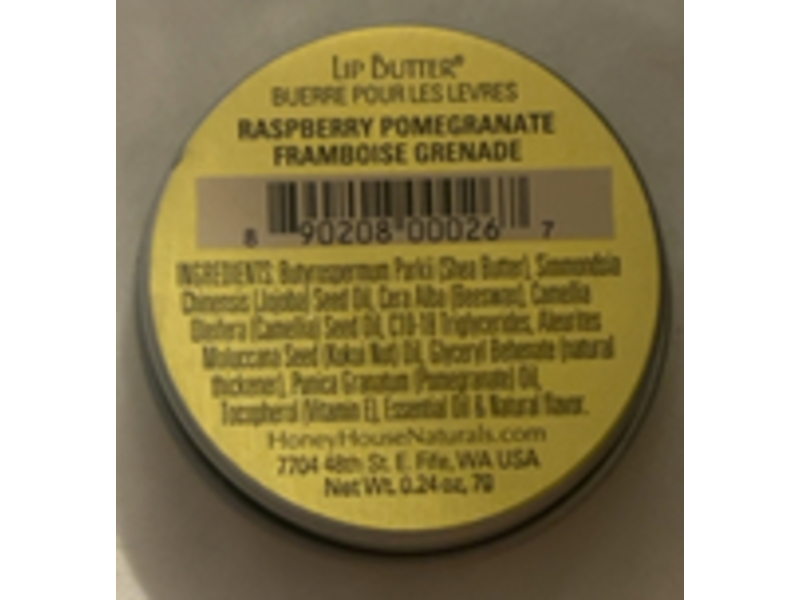 LIP BUTTER®
BUERRE POUR LES LEVRES
RASPBERRY POMEGRANATE
FRAMBOISE GRENADE
8 90208 00026 7
INGREDIENTS: Butyrospermum Parkii (Shea Butter), Simmondsia
Chinensis (Jojoba) Seed Oil, Cera Alba (Beeswax), Camellia
Oleifera (Camellia) Seed Oil, C10-18 Triglycerides, Aleurites
Moluccana Seed (Kukui Nut) Oil, Glyceryl Behenate (natural
thickener), Punica Granatum (Pomegranate) Oil,
Tocopherol (Vitamin E), Essential Oil & Natural flavor.
HoneyHouseNaturals.com
7704 48th St. E. Fife, WA USA
Net Wt. 0.24 oz, 7g